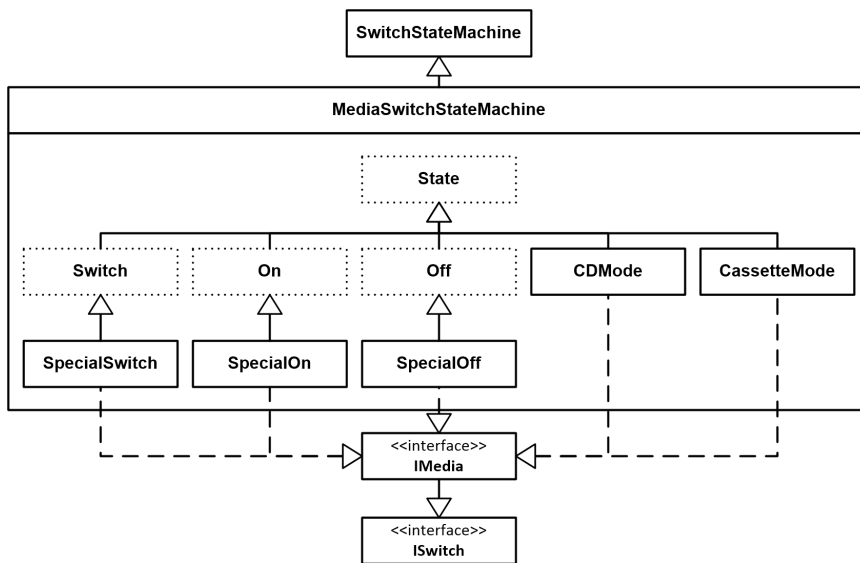 SwitchStateMachine
MediaSwitchStateMachine
State
Switch
On
Off
CDMode
CassetteMode
SpecialSwitch
SpecialOn
SpecialOff
<<interface>>
IMedia
<<interface>>
ISwitch